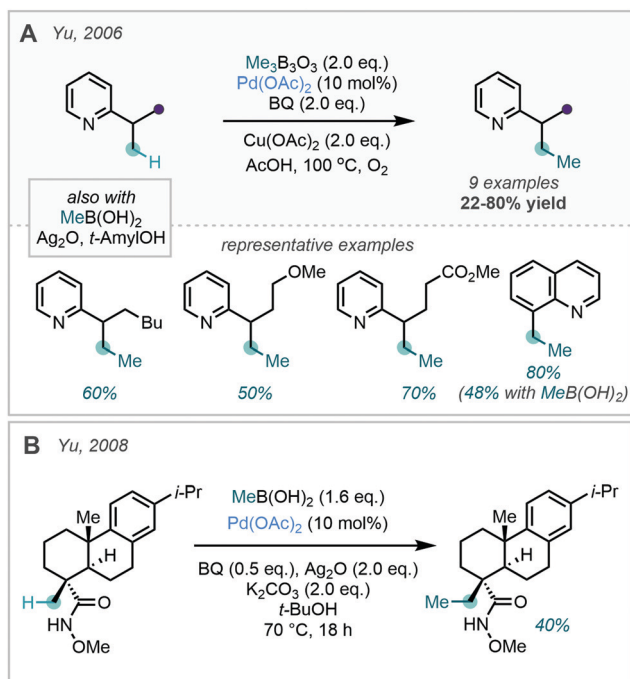 A Yu, 2006
Me3B3O3 (2.0 eq.)
Pd(OAc)2 (10 mol%)
BQ (2.0 eq.)
Cu(OAc)2 (2.0 eq.)
AcOH, 100 °C, O2
N
H
N
Me
9 examples
22-80% yield
also with
MeB(OH)2
Ag2O, t-AmylOH
representative examples
N
Bu
Me
60%
OMe
N
Me
50%
CO2Me
N
Me
70%
N
Me
80%
(48% with MeB(OH)2)
B Yu, 2008
i-Pr
Me
H
H
O
HN
OMe
MeB(OH)2 (1.6 eq.)
Pd(OAc)2 (10 mol%)
BQ (0.5 eq.), Ag2O (2.0 eq.)
K2CO3 (2.0 eq.)
t-BuOH
70 °C, 18 h
i-Pr
Me
H
Me
O
HN
OMe
40%